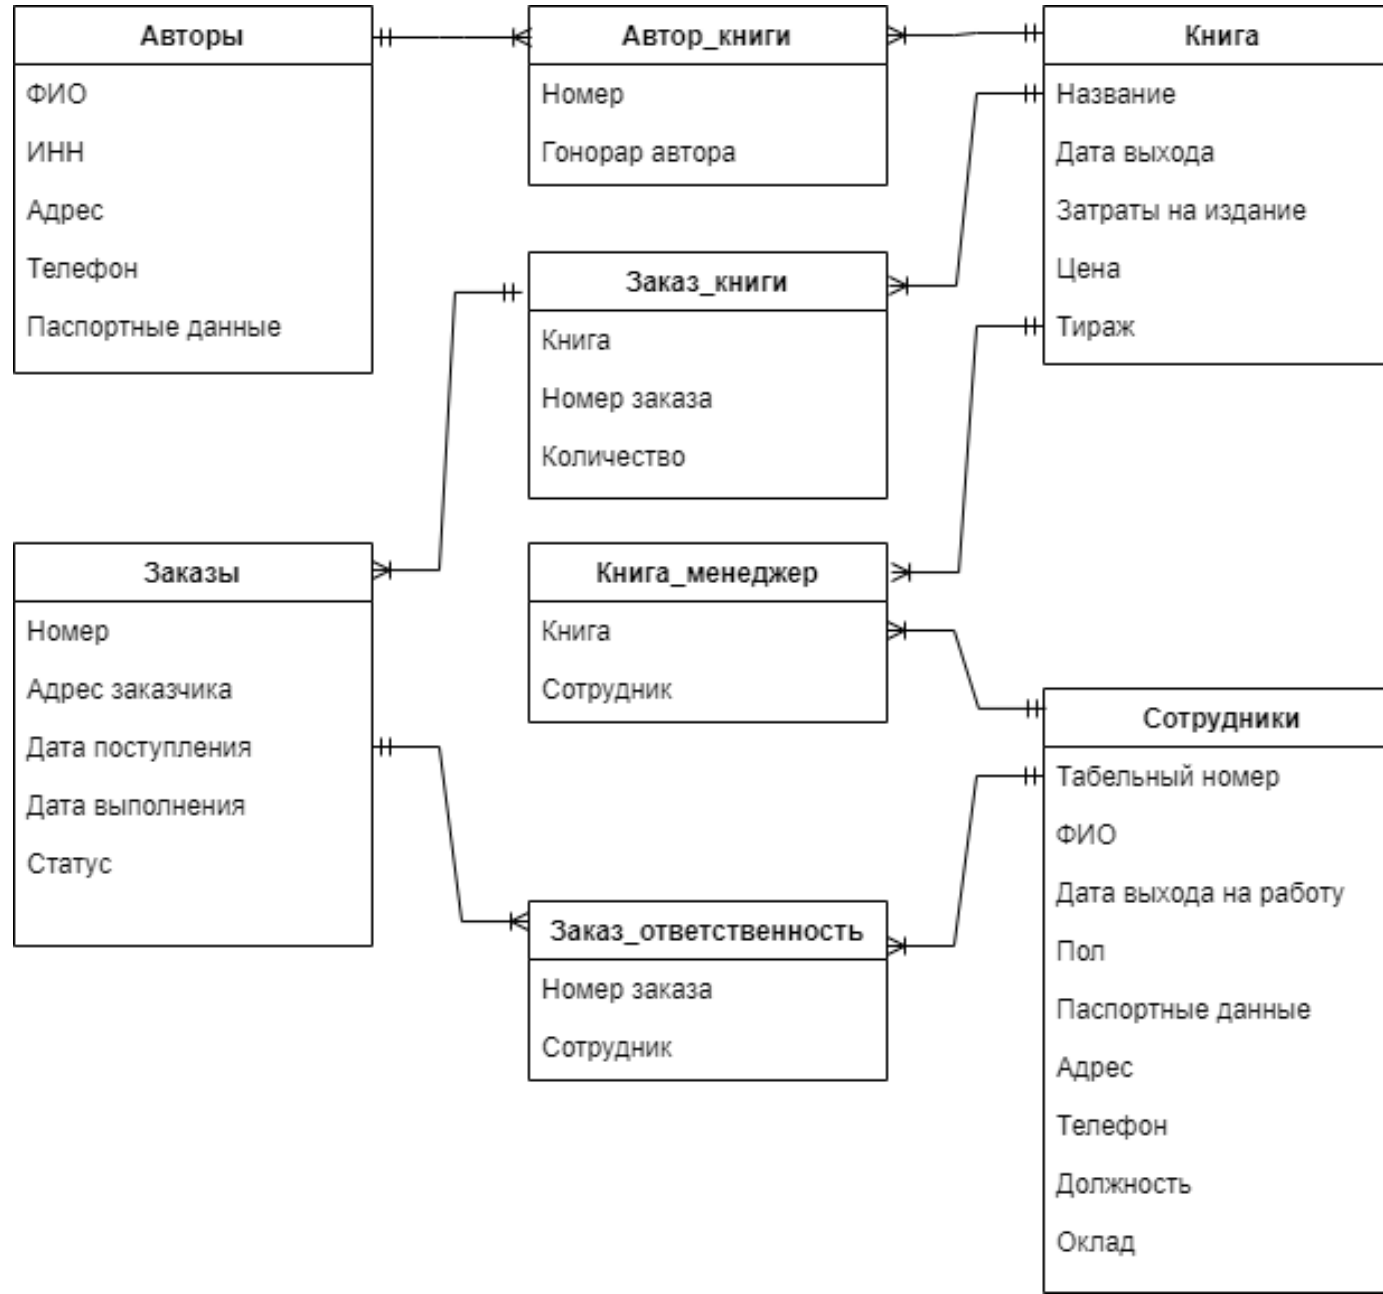 Авторы
ФИО
ИНН
Адрес
Телефон
Паспортные данные
Автор_книги
Номер
Гонорар автора
Книга
Название
Дата выхода
Затраты на издание
Цена
Тираж
Заказ_книги
Книга
Номер заказа
Количество
Заказы
Номер
Адрес заказчика
Дата поступления
Дата выполнения
Статус
Книга_менеджер
Книга
Сотрудник
Сотрудники
Табельный номер
ФИО
Дата выхода на работу
Пол
Паспортные данные
Адрес
Телефон
Должность
Оклад
Заказ_ответственность
Номер заказа
Сотрудник